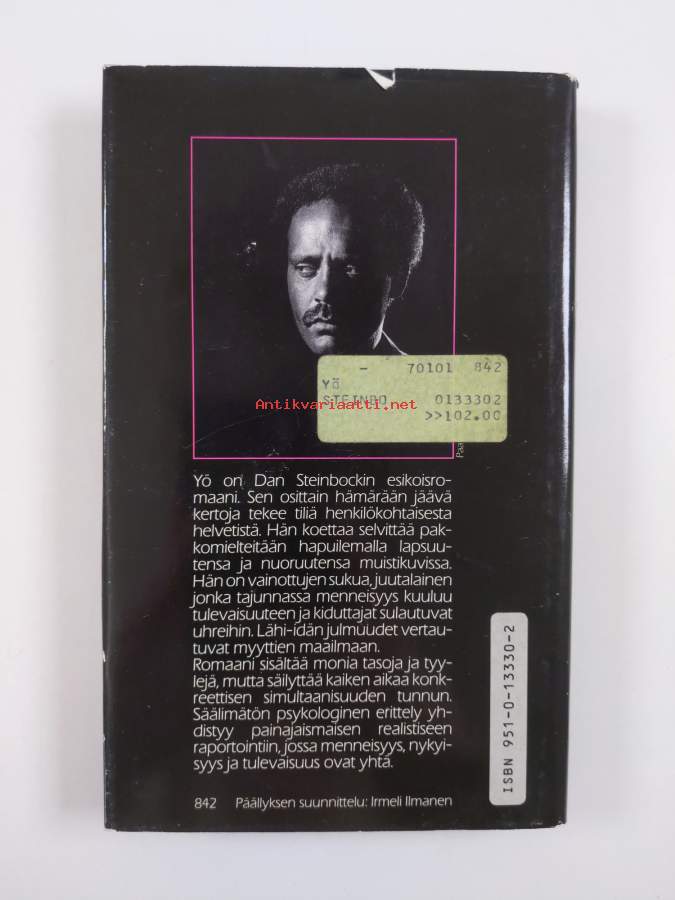 – 70101 842
YÖ
STEINBO 0133302
>>102.00
Antikvariaatti.net
Pää
Yö on Dan Steinbockin esikoisro-
maani. Sen osittain hämärään jäävä
kertoja tekee tiliä henkilökohtaisesta
helvetistä. Hän koettaa selvittää pak-
komielteitään hapuilemalla lapsuu-
tensa ja nuoruutensa muistikuvissa.
Hän on vainottujen sukua, juutalainen
jonka tajunnassa menneisyys kuuluu
tulevaisuuteen ja kiduttajat sulautuvat
uhreihin. Lähi-idän julmuudet vertau-
tuvat myyttien maailmaan.
Romaani sisältää monia tasoja ja tyy-
lejä, mutta säilyttää kaiken aikaa konk-
reettisen simultaanisuuden tunnun.
Säälimätön psykologinen erittely yh-
distyy painajaismaisen realistiseen
raportointiin, jossa menneisyys, nykyi-
syys ja tulevaisuus ovat yhtä.
842 Päällyksen suunnittelu: Irmeli Ilmanen
ISBN 951-0-13330-2